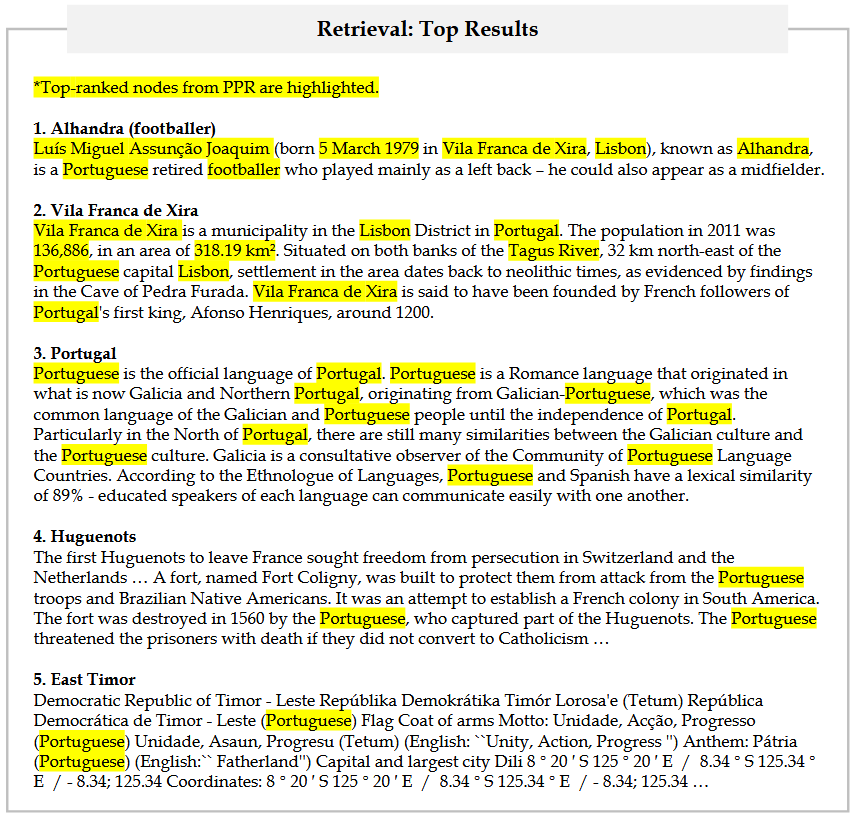 Retrieval: Top Results
*Top-ranked nodes from PPR are highlighted.
1. Alhandra (footballer)
Luís Miguel Assunção Joaquim (born 5 March 1979 in Vila Franca de Xira, Lisbon), known as Alhandra,
is a Portuguese retired footballer who played mainly as a left back – he could also appear as a midfielder.
2. Vila Franca de Xira
Vila Franca de Xira is a municipality in the Lisbon District in Portugal. The population in 2011 was
136,886, in an area of 318.19 km². Situated on both banks of the Tagus River, 32 km north-east of the
Portuguese capital Lisbon, settlement in the area dates back to neolithic times, as evidenced by findings
in the Cave of Pedra Furada. Vila Franca de Xira is said to have been founded by French followers of
Portugal's first king, Afonso Henriques, around 1200.
3. Portugal
Portuguese is the official language of Portugal. Portuguese is a Romance language that originated in
what is now Galicia and Northern Portugal, originating from Galician-Portuguese, which was the
common language of the Galician and Portuguese people until the independence of Portugal.
Particularly in the North of Portugal, there are still many similarities between the Galician culture and
the Portuguese culture. Galicia is a consultative observer of the Community of Portuguese Language
Countries. According to the Ethnologue of Languages, Portuguese and Spanish have a lexical similarity
of 89% - educated speakers of each language can communicate easily with one another.
4. Huguenots
The first Huguenots to leave France sought freedom from persecution in Switzerland and the
Netherlands … A fort, named Fort Coligny, was built to protect them from attack from the Portuguese
troops and Brazilian Native Americans. It was an attempt to establish a French colony in South America.
The fort was destroyed in 1560 by the Portuguese, who captured part of the Huguenots. The Portuguese
threatened the prisoners with death if they did not convert to Catholicism …
5. East Timor
Democratic Republic of Timor - Leste Repúblika Demokrátika Timór Lorosa'e (Tetum) República
Democrática de Timor - Leste (Portuguese) Flag Coat of arms Motto: Unidade, Acção, Progresso
(Portuguese) Unidade, Asaun, Progresu (Tetum) (English: ``Unity, Action, Progress '') Anthem: Pátria
(Portuguese) (English:`` Fatherland'') Capital and largest city Dili 8 ° 20 ′ S 125 ° 20 ′ E  /  8.34 ° S 125.34 °
E  / - 8.34; 125.34 Coordinates: 8 ° 20 ′ S 125 ° 20 ′ E  /  8.34 ° S 125.34 ° E  / - 8.34; 125.34 …